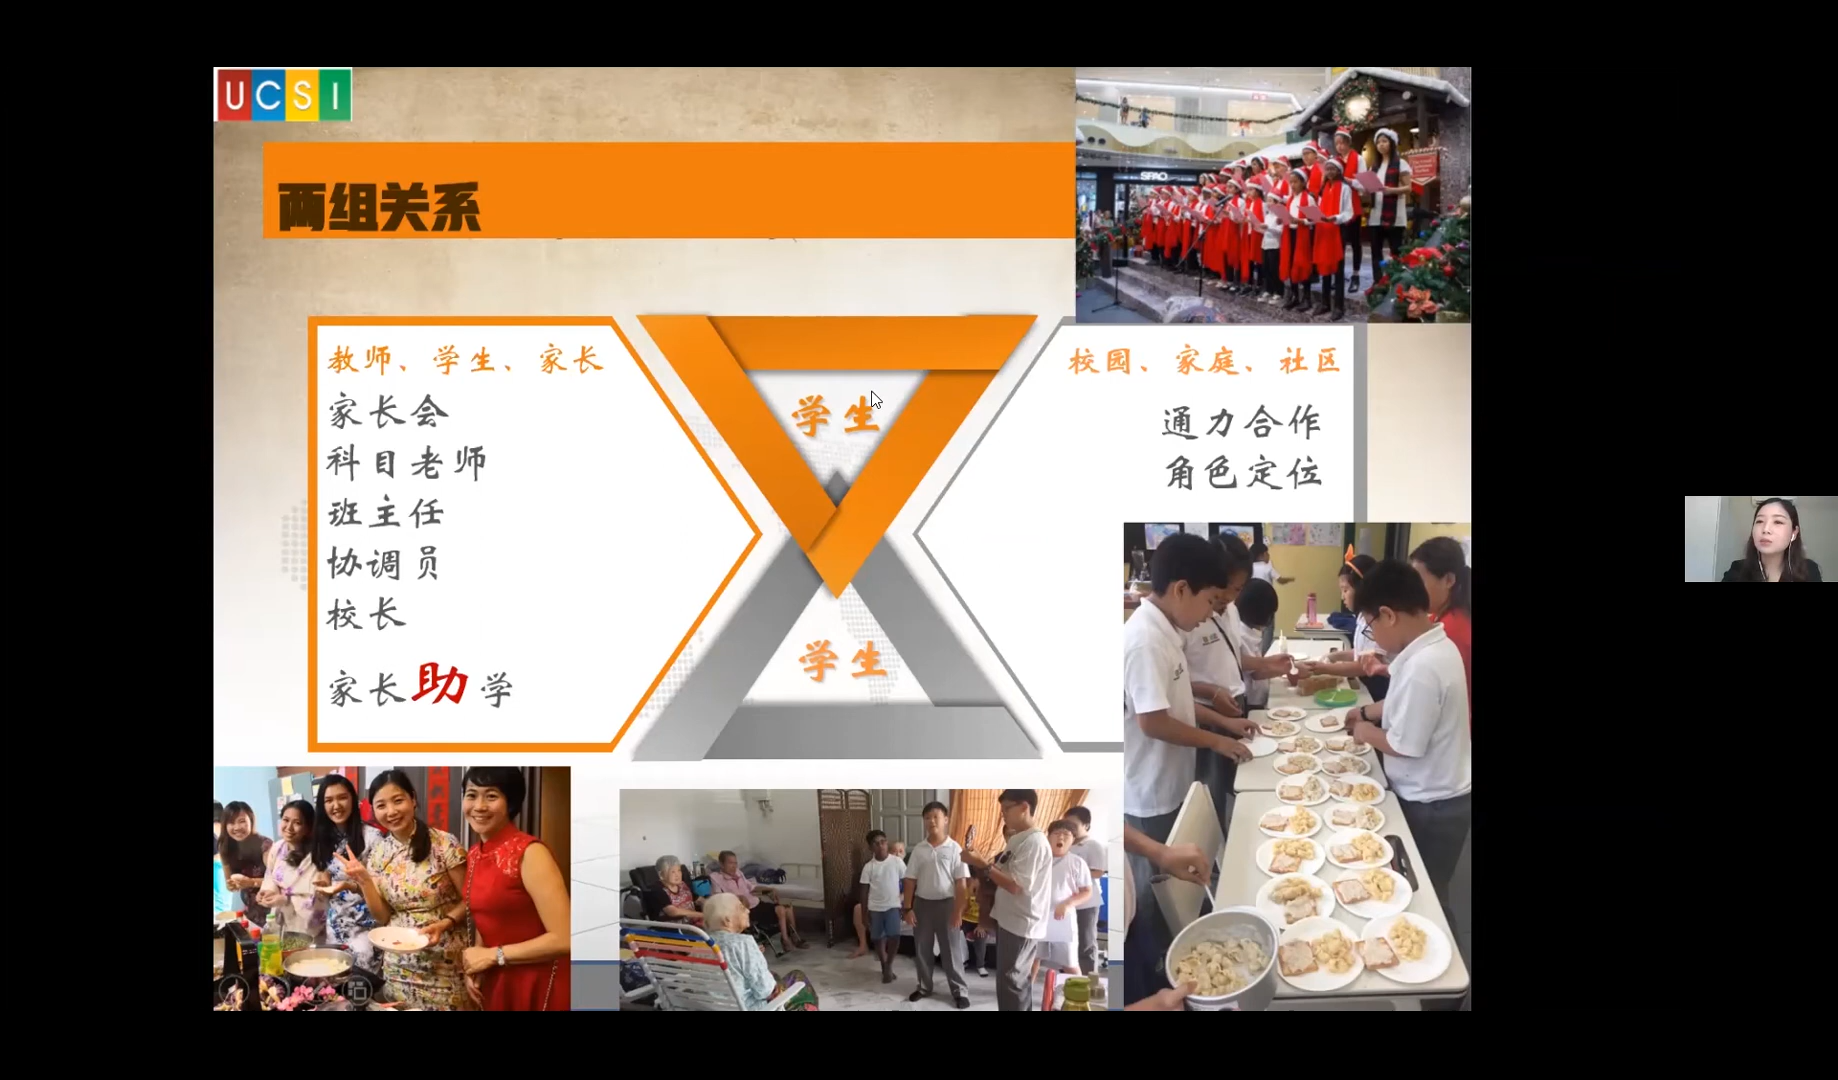 UCSI
两组关系
SPAO
教师、学生、家长
家长会
科目老师
班主任
协调员
校长
家长助学
学生
学生
校园、家庭、社区
通力合作
角色定位